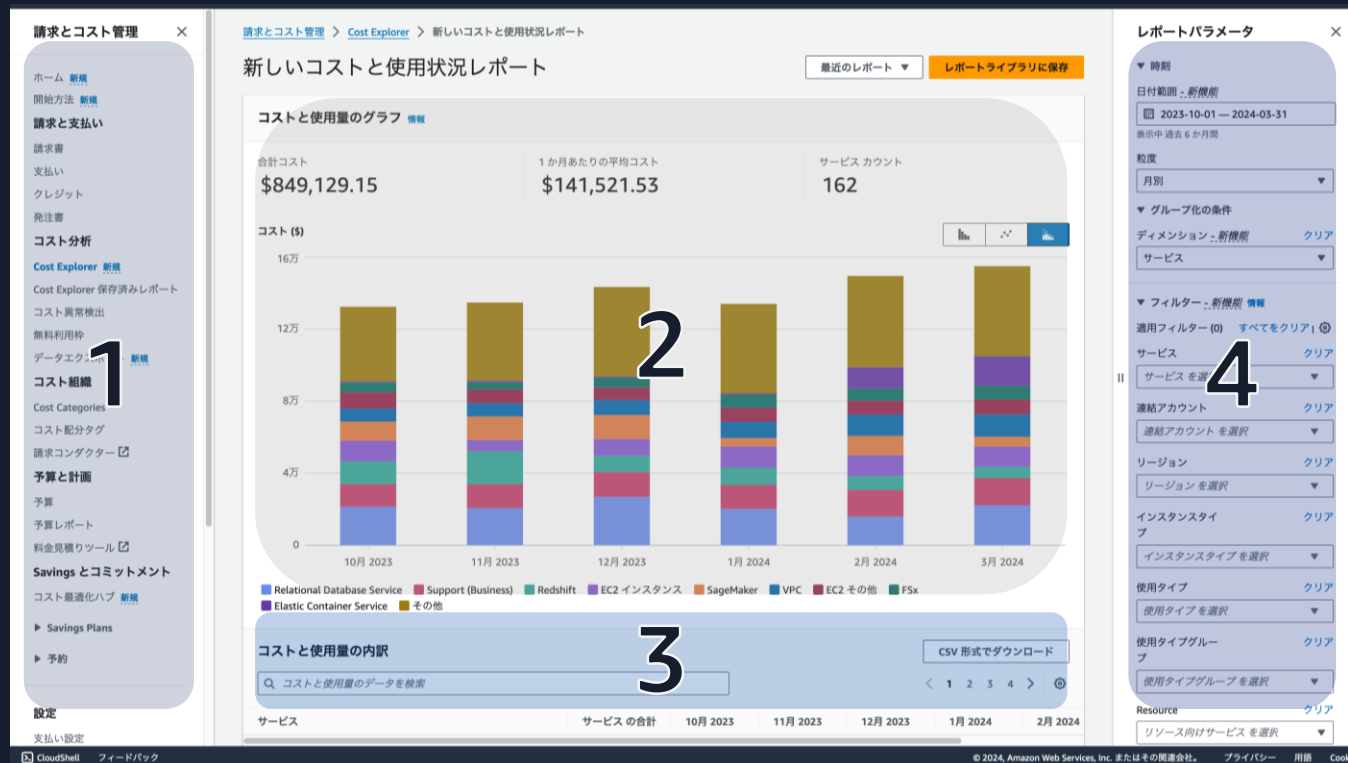 請求とコスト管理
ホーム 新規
開始方法 新規
請求と支払い
請求書
支払い
クレジット
発注書
コスト分析
Cost Explorer 新規
Cost Explorer 保存済みレポート
コスト異常検出
無料利用枠
データエクスポ 新規
1
コスト組織
Cost Categories
コスト配分タグ
請求コンダクター
予算と計画
予算
予算レポート
料金見積りツール
Savings とコミットメント
コスト最適化ハブ 新規
Savings Plans
予約
設定
支払い設定
請求とコスト管理 > Cost Explorer > 新しいコストと使用状況レポート
新しいコストと使用状況レポート
最近のレポート
レポートライブラリに保存
コストと使用量のグラフ 情報
合計コスト
$849,129.15
1 か月あたりの平均コスト
$141,521.53
サービス カウント
162
コスト ($)
16万
12万
8万
4万
0
2
10月 2023 11月 2023 12月 2023 1月 2024 2月 2024 3月 2024
Relational Database Service Support (Business) Redshift EC2 インスタンス SageMaker VPC EC2 その他 FSx
Elastic Container Service その他
コストと使用量の内訳
3
CSV 形式でダウンロード
コストと使用量のデータを検索
< 1 2 3 4 >
サービス サービス の合計 10月 2023 11月 2023 12月 2023 1月 2024 2月 2024
レポートパラメータ
時刻
日付範囲 - 新機能
2023-10-01 — 2024-03-31
表示中 過去 6 か月間
粒度
月別
グループ化の条件
ディメンション - 新機能 クリア
サービス
フィルター - 新機能 情報
適用フィルター (0) すべてをクリア
サービス クリア
サービス を選
4
連結アカウント クリア
連結アカウント を選択
リージョン クリア
リージョン を選択
インスタンスタイ クリア
プ
インスタンスタイプ を選択
使用タイプ クリア
使用タイプ を選択
使用タイプグルー クリア
プ
使用タイプグループ を選択
Resource クリア
リソース向けサービス を選択
CloudShell フィードバック
© 2024, Amazon Web Services, Inc. またはその関連会社。 プライバシー 用語 Cook